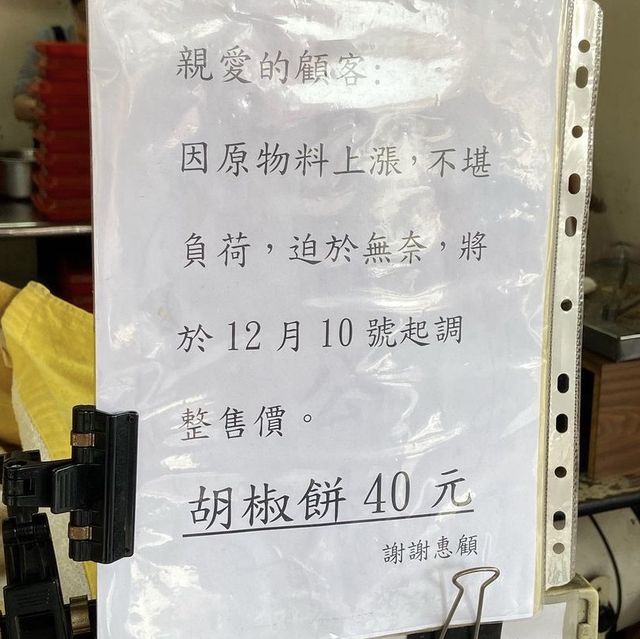 親愛的顧客:
因原物料上漲，不堪
負荷，迫於無奈，將
於 12 月 10 號起調
整售價。
胡椒餅 40 元
謝謝惠顧